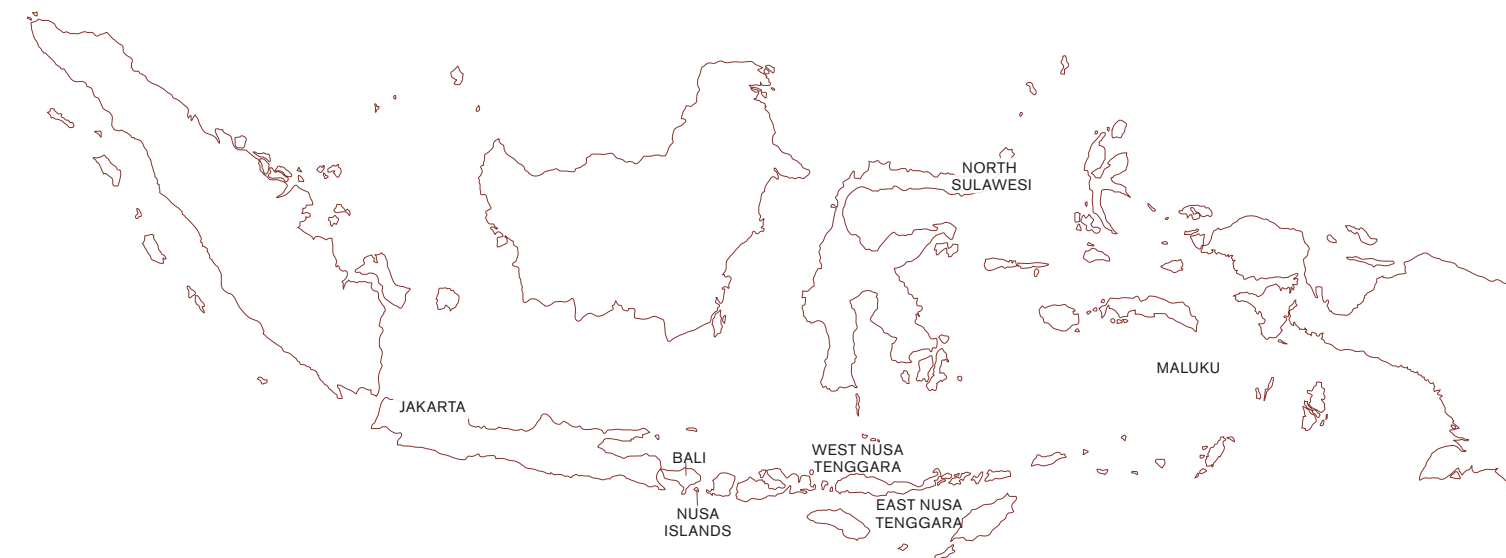 NORTH
SULAWESI
MALUKU
JAKARTA
WEST NUSA
TENGGARA
BALI
EAST NUSA
TENGGARA
NUSA
ISLANDS